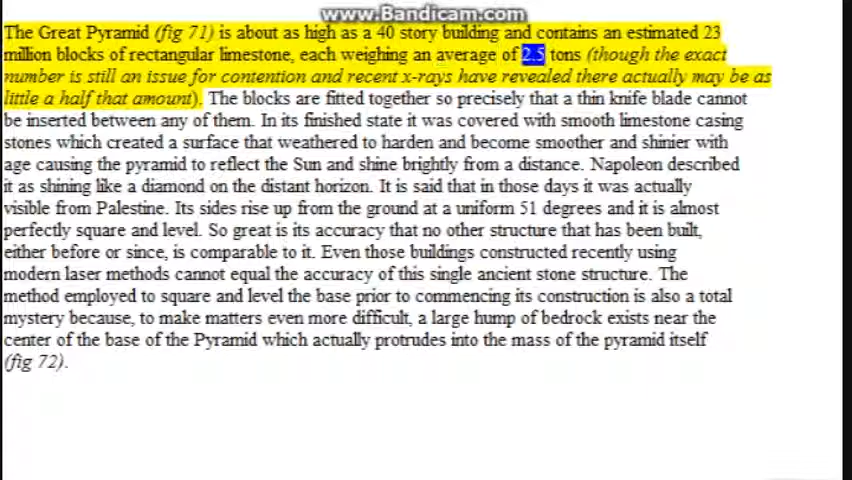 www.Bandicam.com
The Great Pyramid (fig 71) is about as high as a 40 story building and contains an estimated 23
million blocks of rectangular limestone, each weighing an average of 2.5 tons (though the exact
number is still an issue for contention and recent x-rays have revealed there actually may be as
little a half that amount). The blocks are fitted together so precisely that a thin knife blade cannot
be inserted between any of them. In its finished state it was covered with smooth limestone casing
stones which created a surface that weathered to harden and become smoother and shinier with
age causing the pyramid to reflect the Sun and shine brightly from a distance. Napoleon described
it as shining like a diamond on the distant horizon. It is said that in those days it was actually
visible from Palestine. Its sides rise up from the ground at a uniform 51 degrees and it is almost
perfectly square and level. So great is its accuracy that no other structure that has been built,
either before or since, is comparable to it. Even those buildings constructed recently using
modern laser methods cannot equal the accuracy of this single ancient stone structure. The
method employed to square and level the base prior to commencing its construction is also a total
mystery because, to make matters even more difficult, a large hump of bedrock exists near the
center of the base of the Pyramid which actually protrudes into the mass of the pyramid itself
(fig 72).